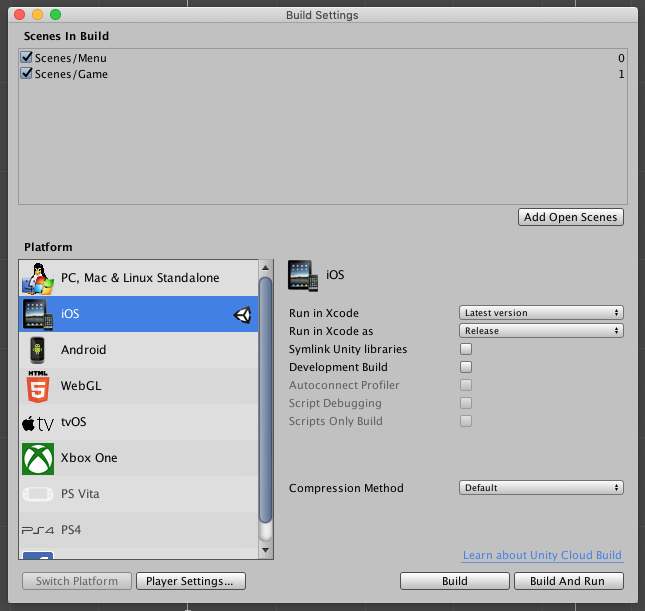 Build Settings
Scenes In Build
Scenes/Menu 0
Scenes/Game 1
Add Open Scenes
Platform
PC, Mac & Linux Standalone
iOS
Android
HTML
5
WebGL
tv
tvOS
Xbox One
PS Vita
PS4
PS4
iOS
Run in Xcode Latest version
Run in Xcode as Release
Symlink Unity libraries
Development Build
Autoconnect Profiler
Script Debugging
Scripts Only Build
Compression Method Default
Learn about Unity Cloud Build
Switch Platform
Player Settings...
Build
Build And Run